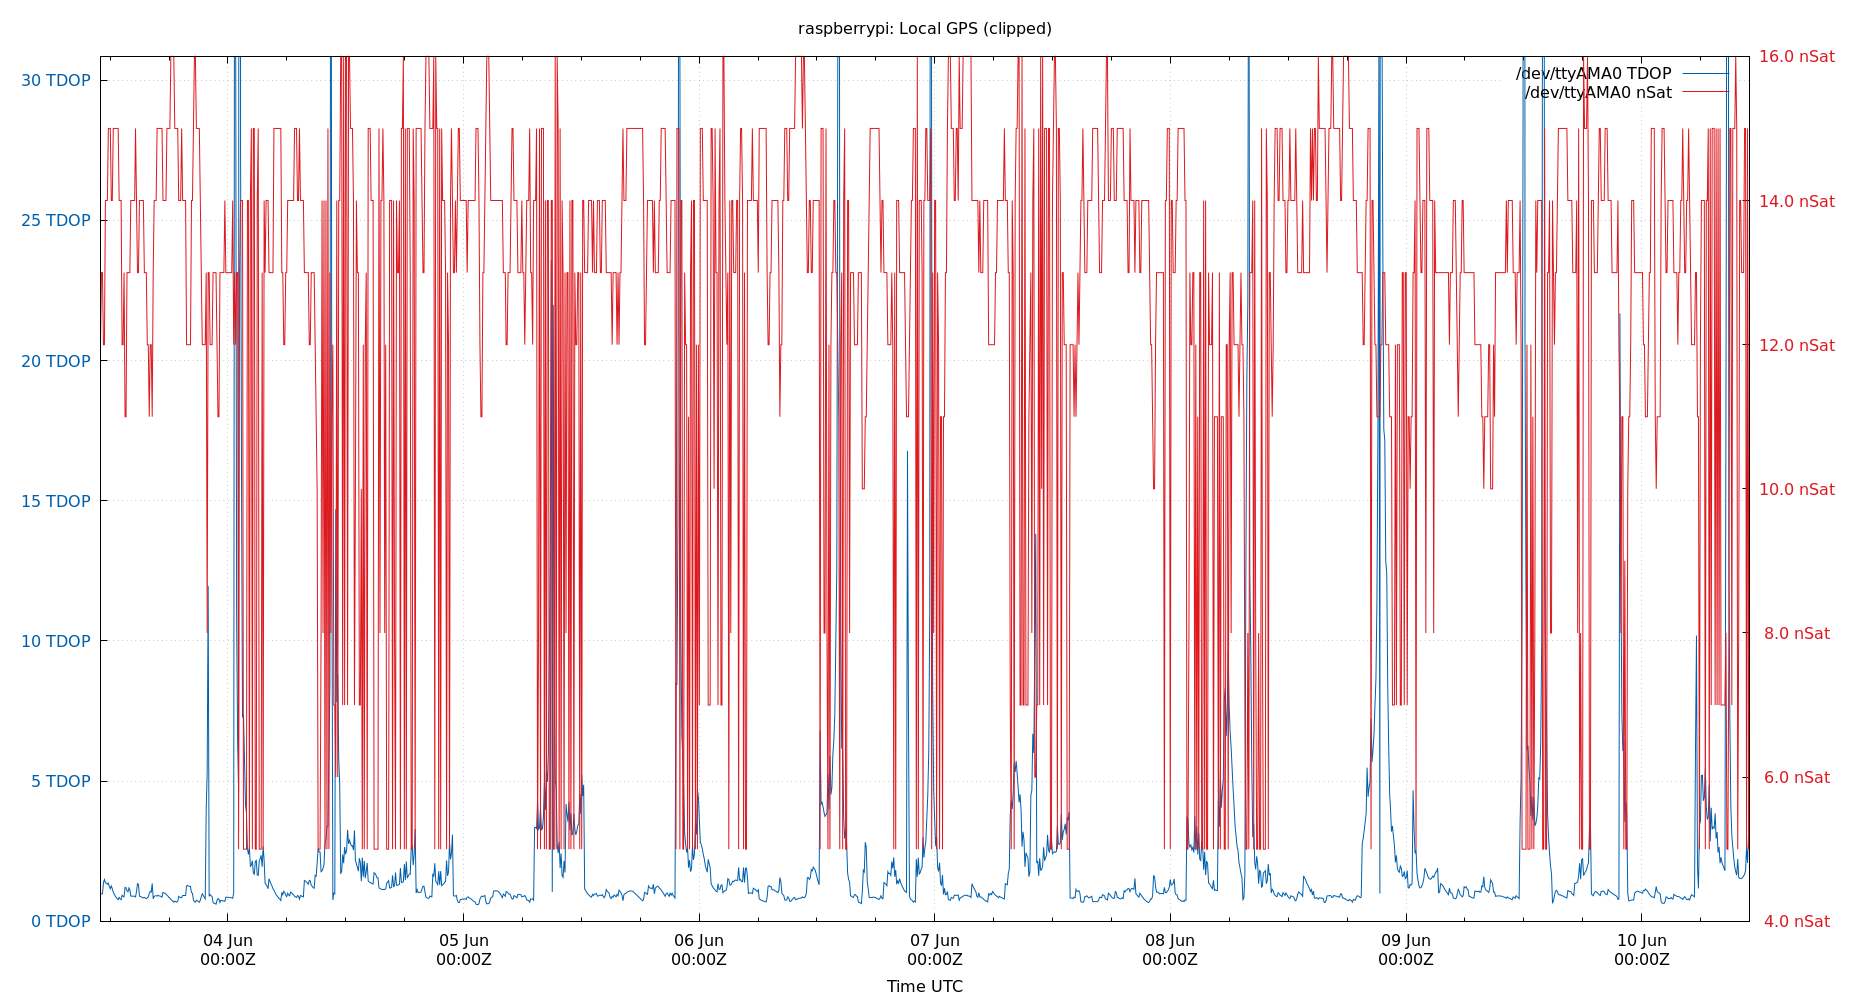 raspberrypi: Local GPS (clipped)
30 TDOP
25 TDOP
20 TDOP
15 TDOP
10 TDOP
5 TDOP
0 TDOP
/dev/ttyAMA0 TDOP
/dev/ttyAMA0 nSat
16.0 nSat
14.0 nSat
12.0 nSat
10.0 nSat
8.0 nSat
6.0 nSat
4.0 nSat
04 Jun 05 Jun 06 Jun 07 Jun 08 Jun 09 Jun 10 Jun
00:00Z 00:00Z 00:00Z 00:00Z 00:00Z 00:00Z 00:00Z
Time UTC